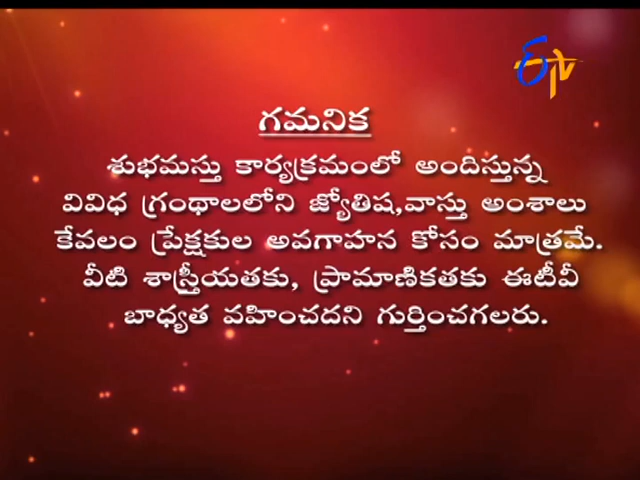 ETV
గమనిక
శుభమస్తు కార్యక్రమంలో అందిస్తున్న
వివిధ గ్రంథాలలోని జ్యోతిష,వాస్తు అంశాలు
కేవలం ప్రేక్షకుల అవగాహన కోసం మాత్రమే.
వీటి శాస్త్రీయతకు, ప్రామాణికతకు ఈటీవీ
బాధ్యత వహించదని గుర్తించగలరు.